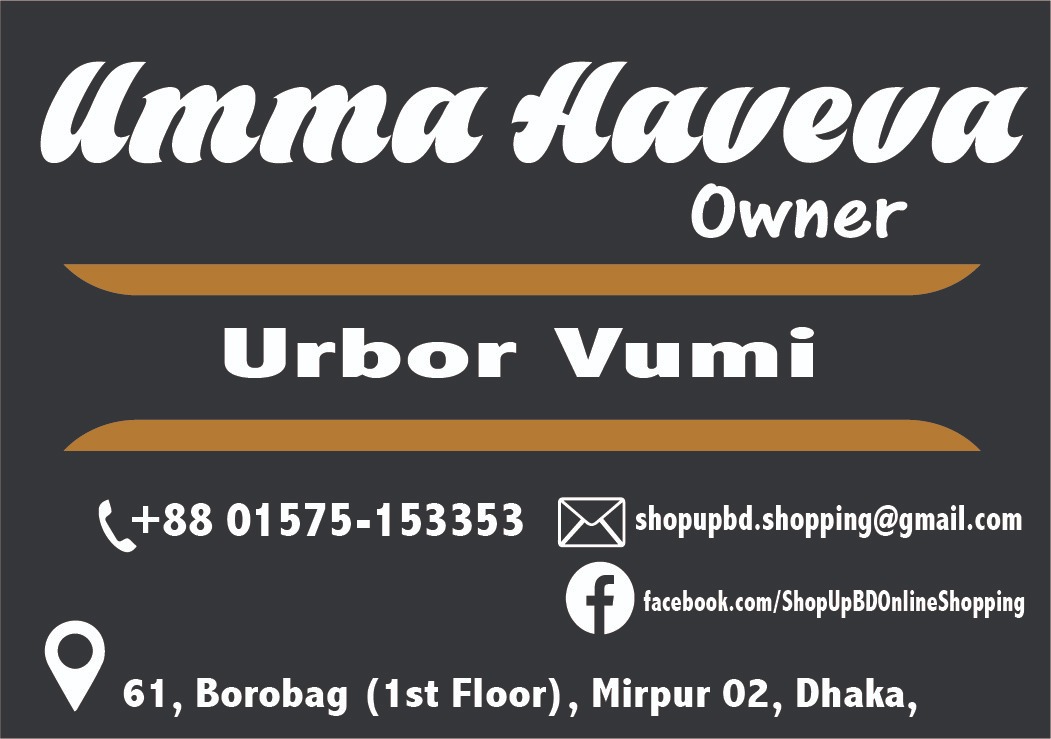 Umma Haveva
Owner
Urbor Vumi
+88 01575-153353
shopupbd.shopping@gmail.com
facebook.com/ShopUpBDOnlineShopping
61, Borobag (1st Floor), Mirpur 02, Dhaka,